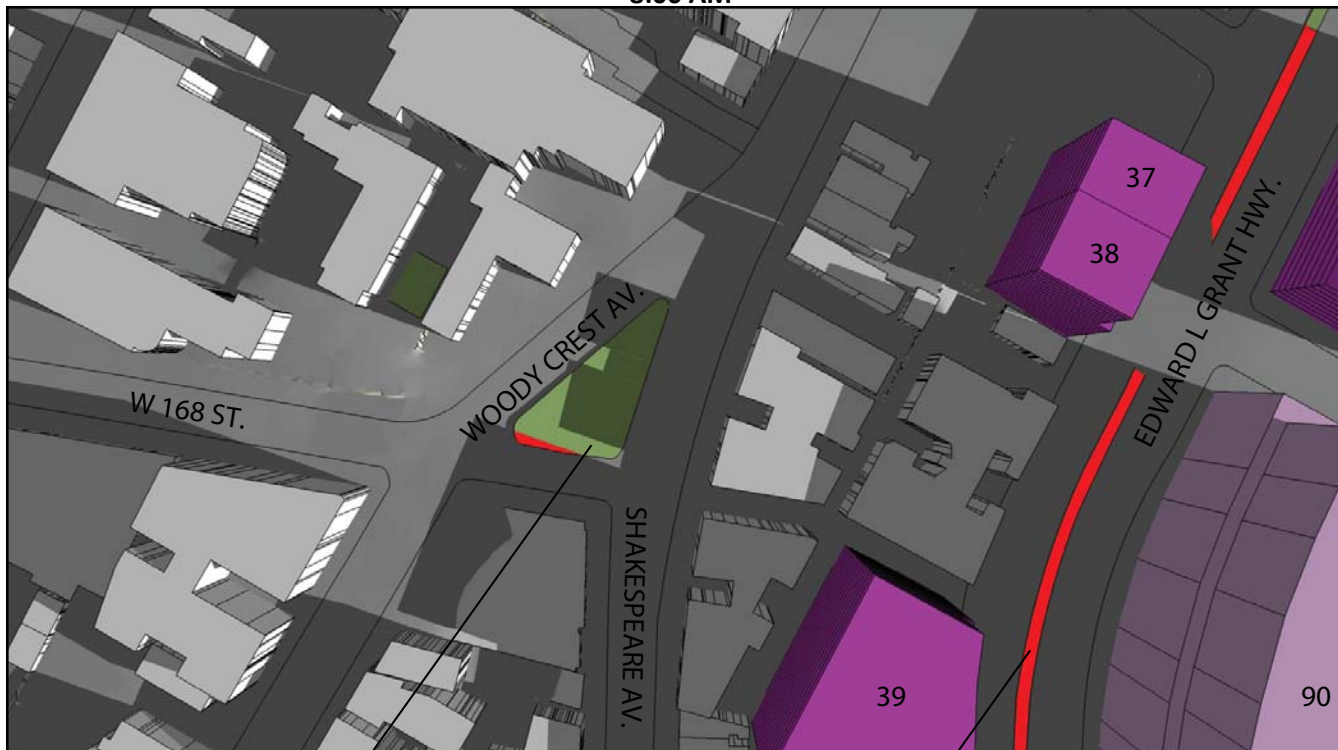 37
38
EDWARD L GRANT HWY.
WOODY CREST AV.
W 168 ST.
SHAKESPEARE AV.
39
90